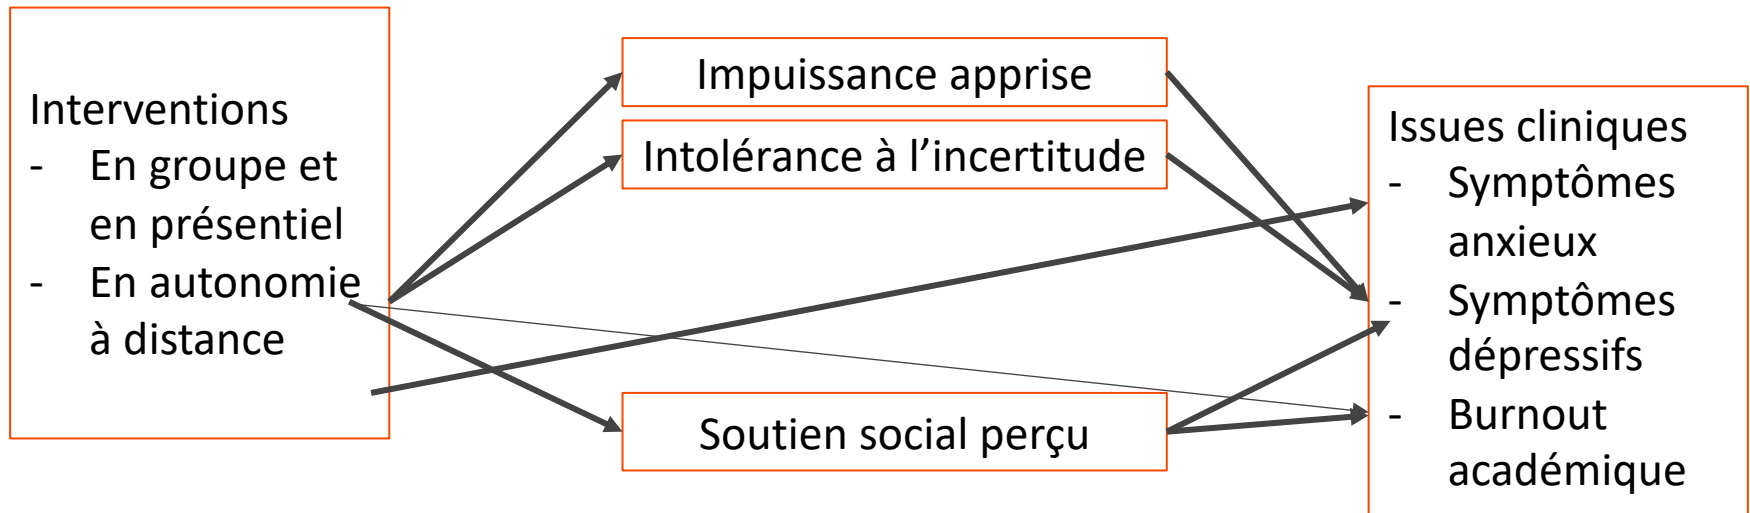 Interventions
- En groupe et
en présentiel
- En autonomie
à distance
Impuissance apprise
Intolérance à l’incertitude
Soutien social perçu
Issues cliniques
- Symptômes
anxieux
- Symptômes
dépressifs
- Burnout
académique